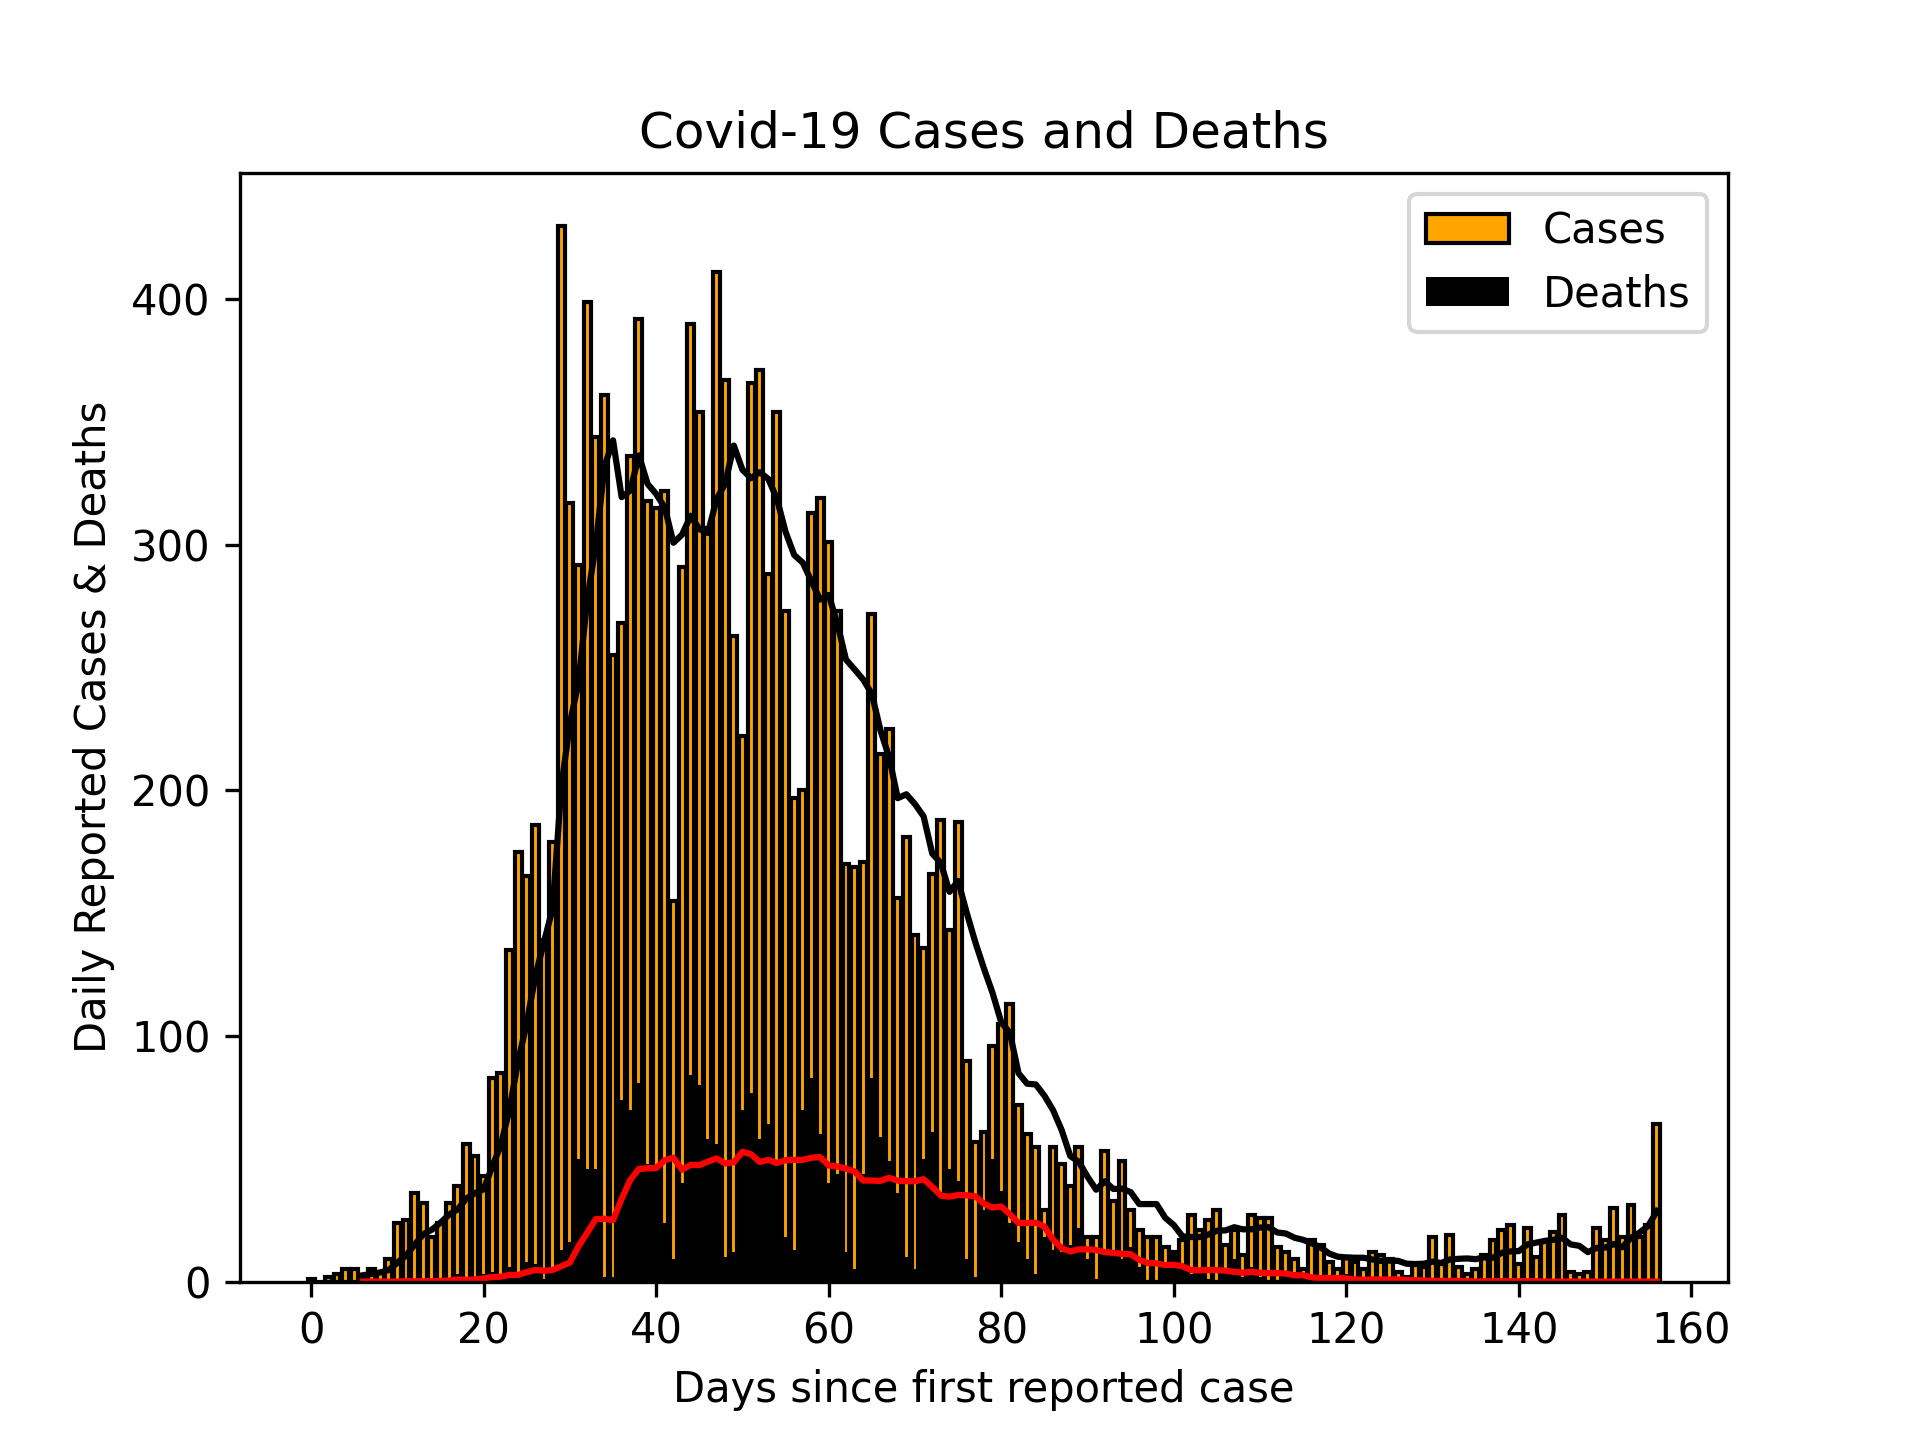 Covid-19 Cases and Deaths
Cases
Deaths
Daily Reported Cases & Deaths
400
300
200
100
0
0 20 40 60 80 100 120 140 160
Days since first reported case